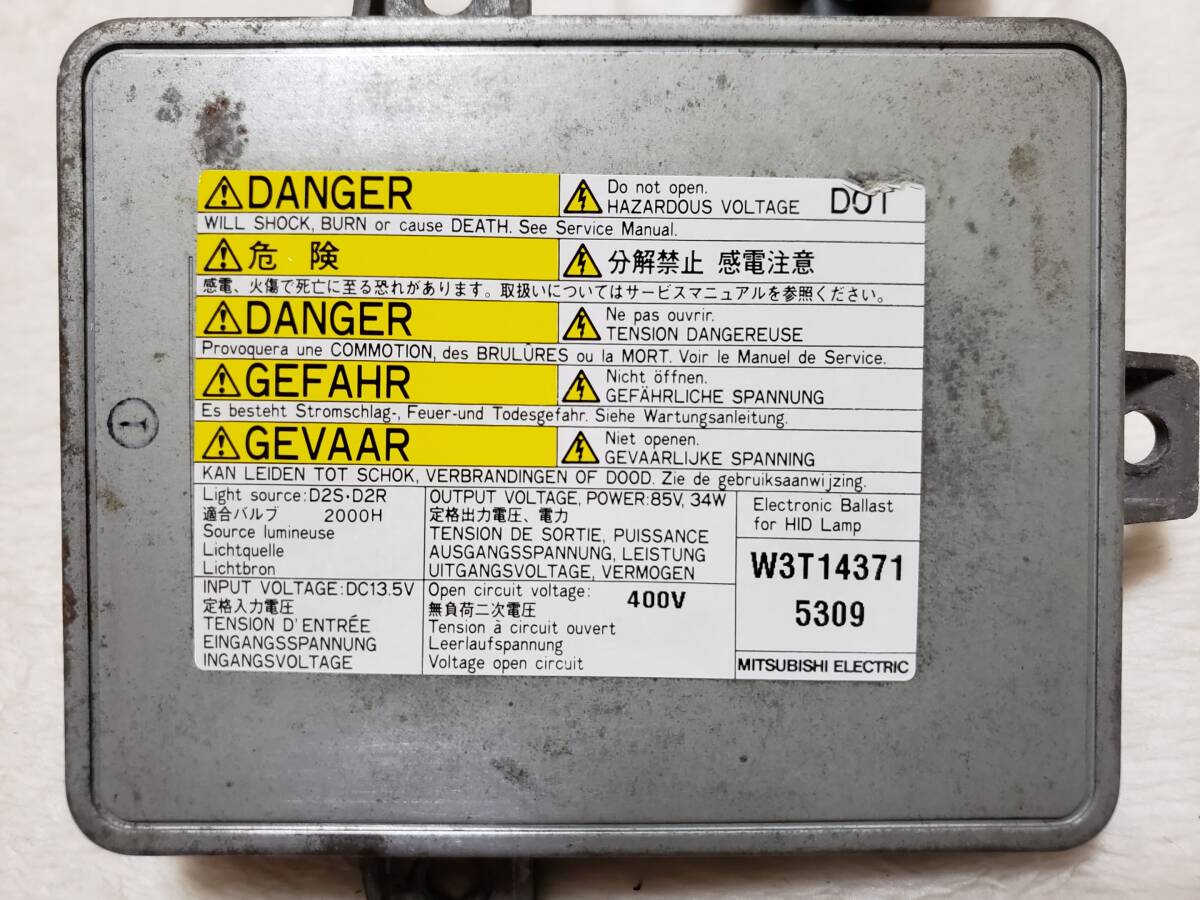 DANGER
Do not open.
HAZARDOUS VOLTAGE
DOT
WILL SHOCK, BURN or cause DEATH. See Service Manual.
危 険
分解禁止 感電注意
感電、火傷で死亡に至る恐れがあります。取扱いについてはサービスマニュアルを参照ください。
DANGER
Ne pas ouvrir.
TENSION DANGEREUSE
Provoquera une COMMOTION, des BRULÛRES ou la MORT. Voir le Manuel de Service.
GEFAHR
Nicht öffnen.
GEFÄHRLICHE SPANNUNG
Es besteht Stromschlag-, Feuer-und Todesgefahr. Siehe Wartungsanleitung.
GEVAAR
Niet openen.
GEVAARLIJKE SPANNING
KAN LEIDEN TOT SCHOK, VERBRANDINGEN OF DOOD. Zie de gebruiksaanwijzing.
Light source:D2S·D2R
適合バルブ 2000H
Source lumineuse
Lichtquelle
Lichtbron
OUTPUT VOLTAGE, POWER:85V, 34W
定格出力電圧、電力
TENSION DE SORTIE, PUISSANCE
AUSGANGSSPANNUNG, LEISTUNG
UITGANGSVOLTAGE, VERMOGEN
Electronic Ballast
for HID Lamp
W3T14371
5309
MITSUBISHI ELECTRIC
INPUT VOLTAGE:DC13.5V
定格入力電圧
TENSION D'ENTRÉE
EINGANGSSPANNUNG
INGANGSVOLTAGE
Open circuit voltage: 400V
無負荷二次電圧
Tension à circuit ouvert
Leerlaufspannung
Voltage open circuit